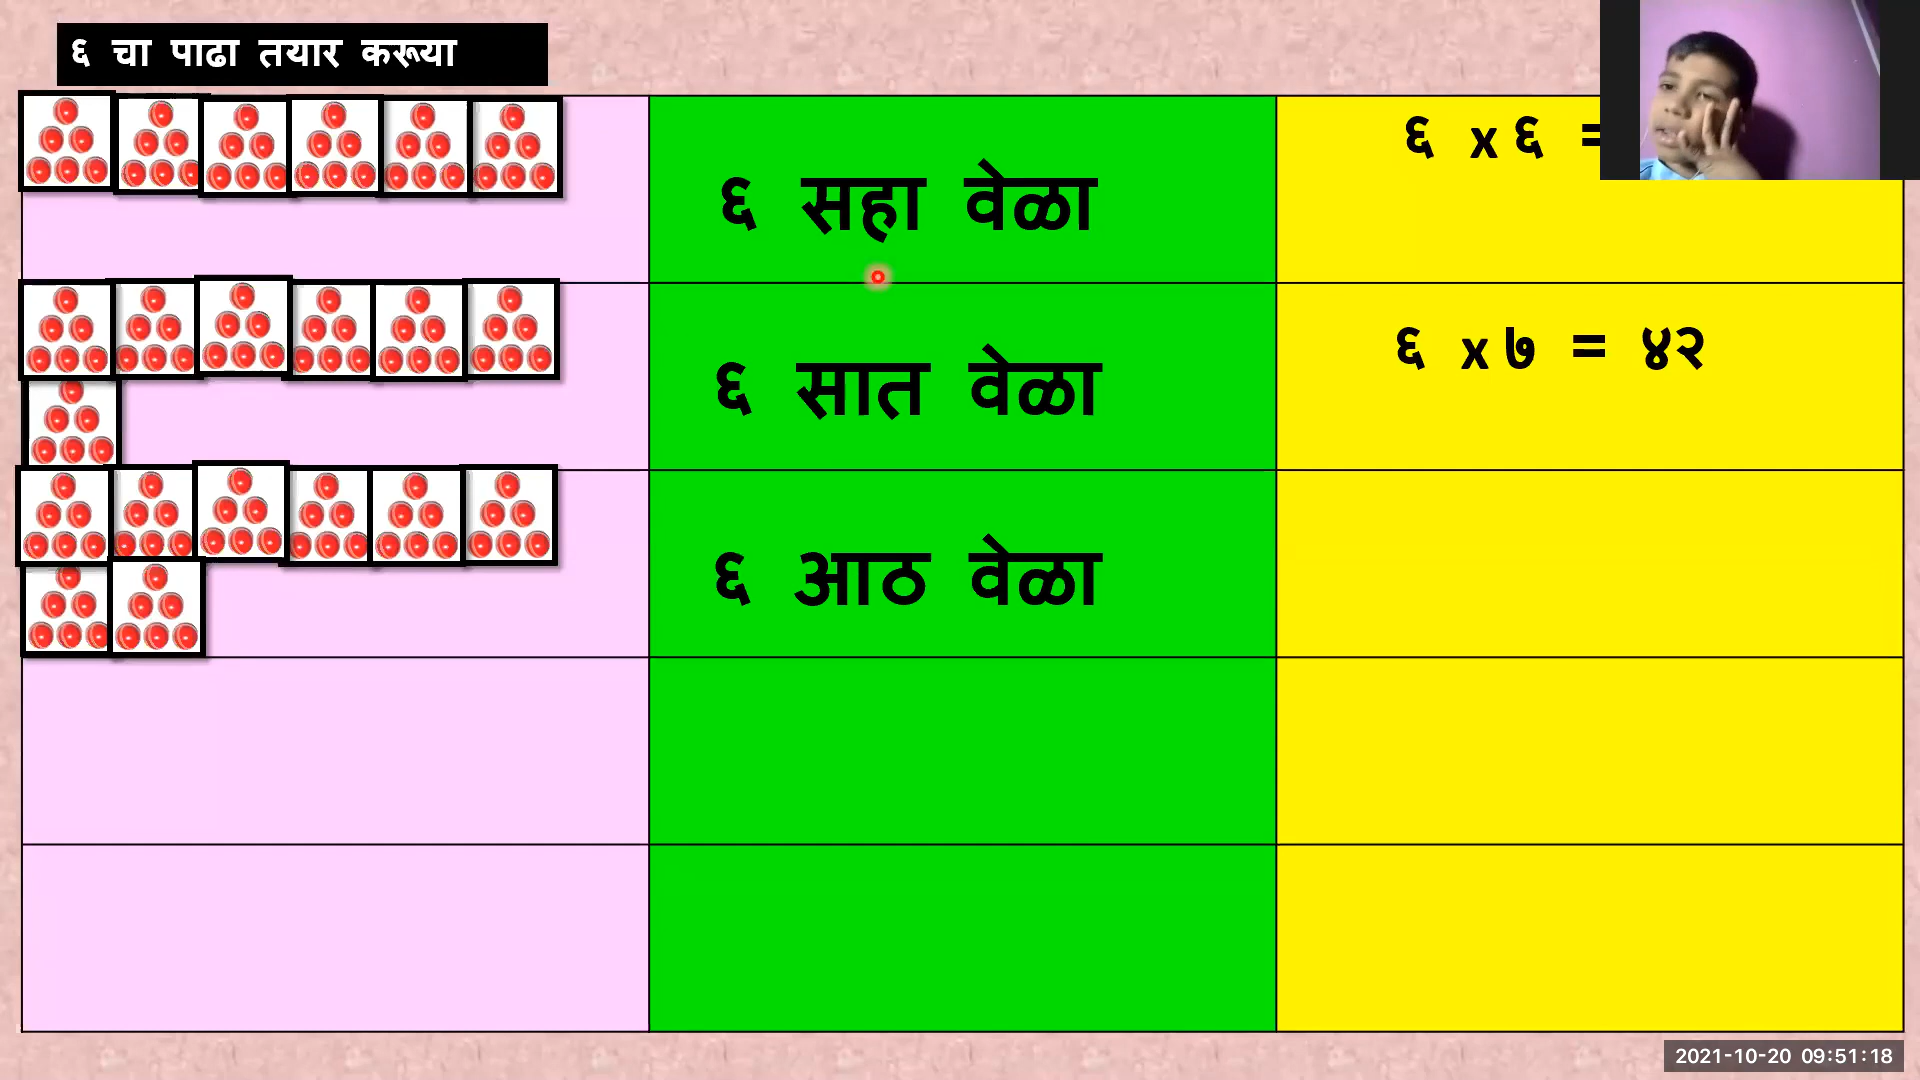 ६ चा पाढा तयार करूया
६ सहा वेळा
६ x ६ =
६ सात वेळा
६ x ७ = ४२
६ आठ वेळा
2021-10-20 09:51:18